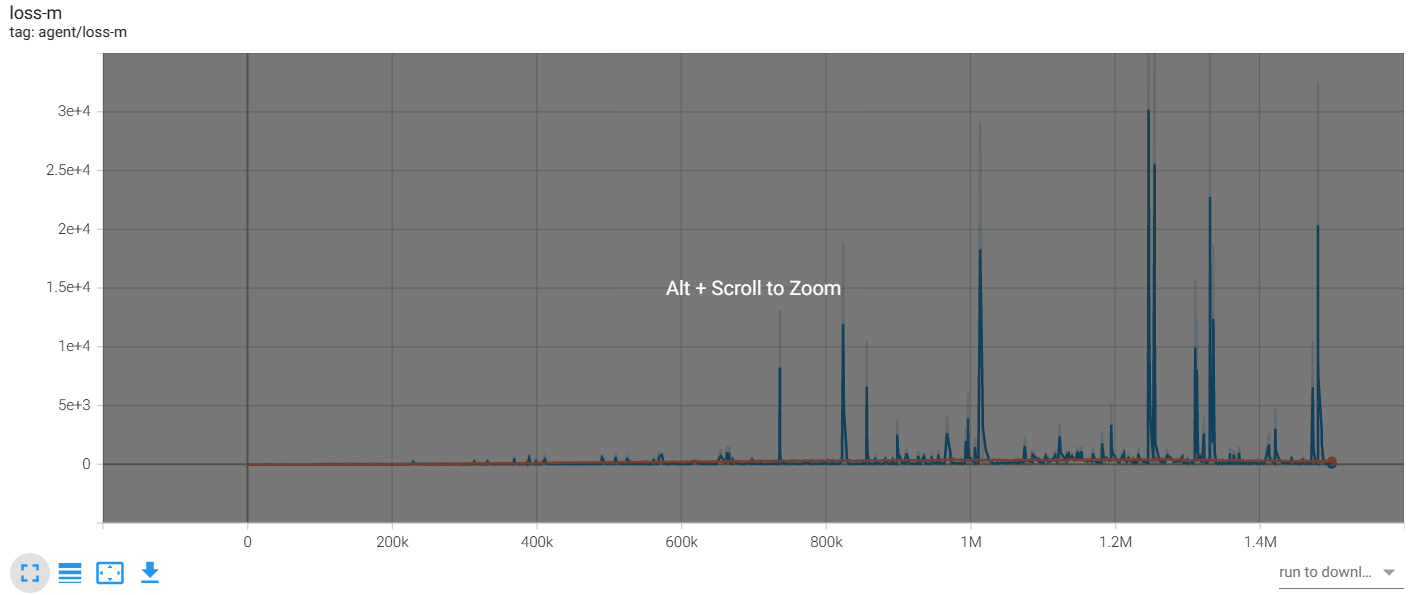 loss-m
tag: agent/loss-m
3e+4
2.5e+4
2e+4
1.5e+4
Alt + Scroll to Zoom
1e+4
5e+3
0
0
200k
400k
600k
800k
1M
1.2M
1.4M
run to downl...